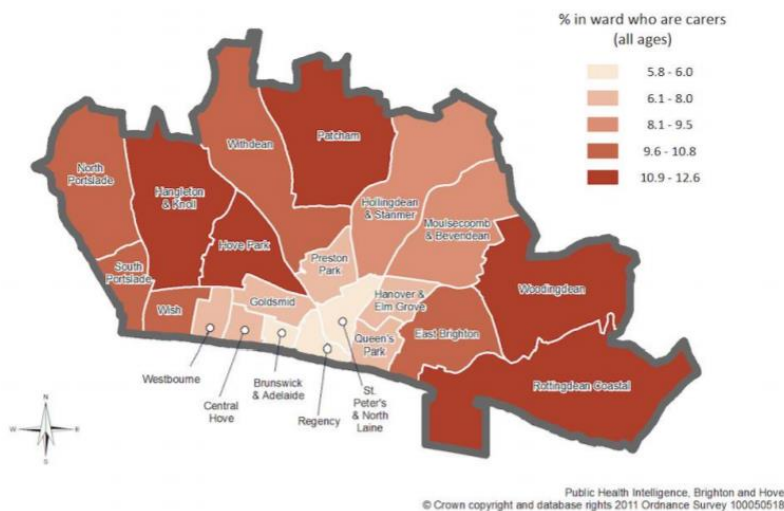 % in ward who are carers
(all ages)
5.8 - 6.0
6.1 - 8.0
8.1 - 9.5
9.6 - 10.8
10.9 - 12.6
Patcham
Withdean
North
Portslade
Hangleton
& Knoll
Hollingdean
& Stanmer
Moulsecoomb
& Bevendean
Hove Park
Preston
Park
South
Portslade
Woodingdean
Wish
Goldsmid
Hanover &
Elm Grove
East Brighton
Queen's
Park
Rottingdean Coastal
Westbourne
Central
Hove
Brunswick
& Adelaide
Regency
St.
Peter's
& North
Laine
N
W
E
S
Public Health Intelligence, Brighton and Hove
© Crown copyright and database rights 2011 Ordnance Survey 100050518